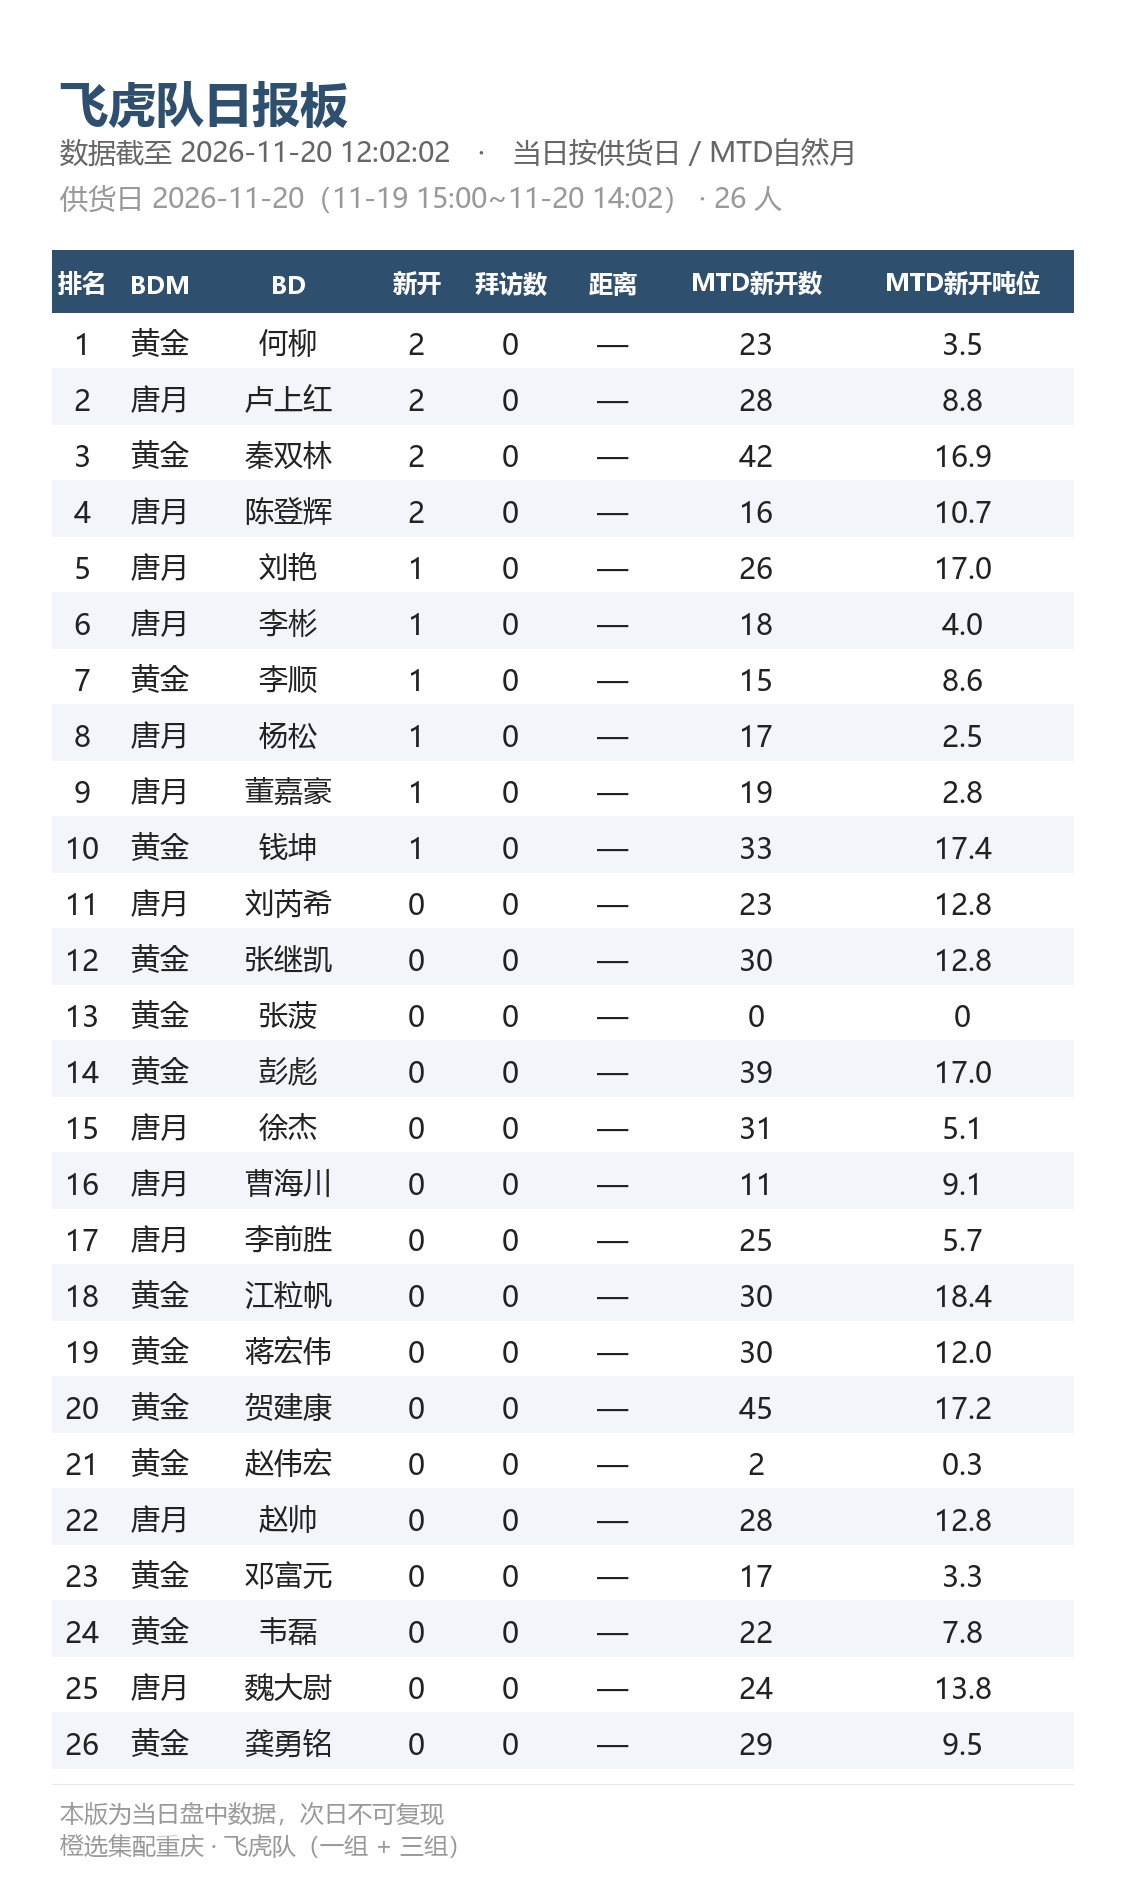 飞虎队日报板
数据截至 2026-11-20 12:02:02 · 当日按供货日 / MTD自然月
供货日 2026-11-20（11-19 15:00~11-20 14:02）· 26 人
排名 BDM BD 新开 拜访数 距离 MTD新开数 MTD新开吨位
1 黄金 何柳 2 0 — 23 3.5
2 唐月 卢上红 2 0 — 28 8.8
3 黄金 秦双林 2 0 — 42 16.9
4 唐月 陈登辉 2 0 — 16 10.7
5 唐月 刘艳 1 0 — 26 17.0
6 唐月 李彬 1 0 — 18 4.0
7 黄金 李顺 1 0 — 15 8.6
8 唐月 杨松 1 0 — 17 2.5
9 唐月 董嘉豪 1 0 — 19 2.8
10 黄金 钱坤 1 0 — 33 17.4
11 唐月 刘芮希 0 0 — 23 12.8
12 黄金 张继凯 0 0 — 30 12.8
13 黄金 张菠 0 0 — 0 0
14 黄金 彭彪 0 0 — 39 17.0
15 唐月 徐杰 0 0 — 31 5.1
16 唐月 曹海川 0 0 — 11 9.1
17 唐月 李前胜 0 0 — 25 5.7
18 黄金 江粒帆 0 0 — 30 18.4
19 黄金 蒋宏伟 0 0 — 30 12.0
20 黄金 贺建康 0 0 — 45 17.2
21 黄金 赵伟宏 0 0 — 2 0.3
22 唐月 赵帅 0 0 — 28 12.8
23 黄金 邓富元 0 0 — 17 3.3
24 黄金 韦磊 0 0 — 22 7.8
25 唐月 魏大尉 0 0 — 24 13.8
26 黄金 龚勇铭 0 0 — 29 9.5
本版为当日盘中数据，次日不可复现
橙选集配重庆 · 飞虎队（一组 + 三组）